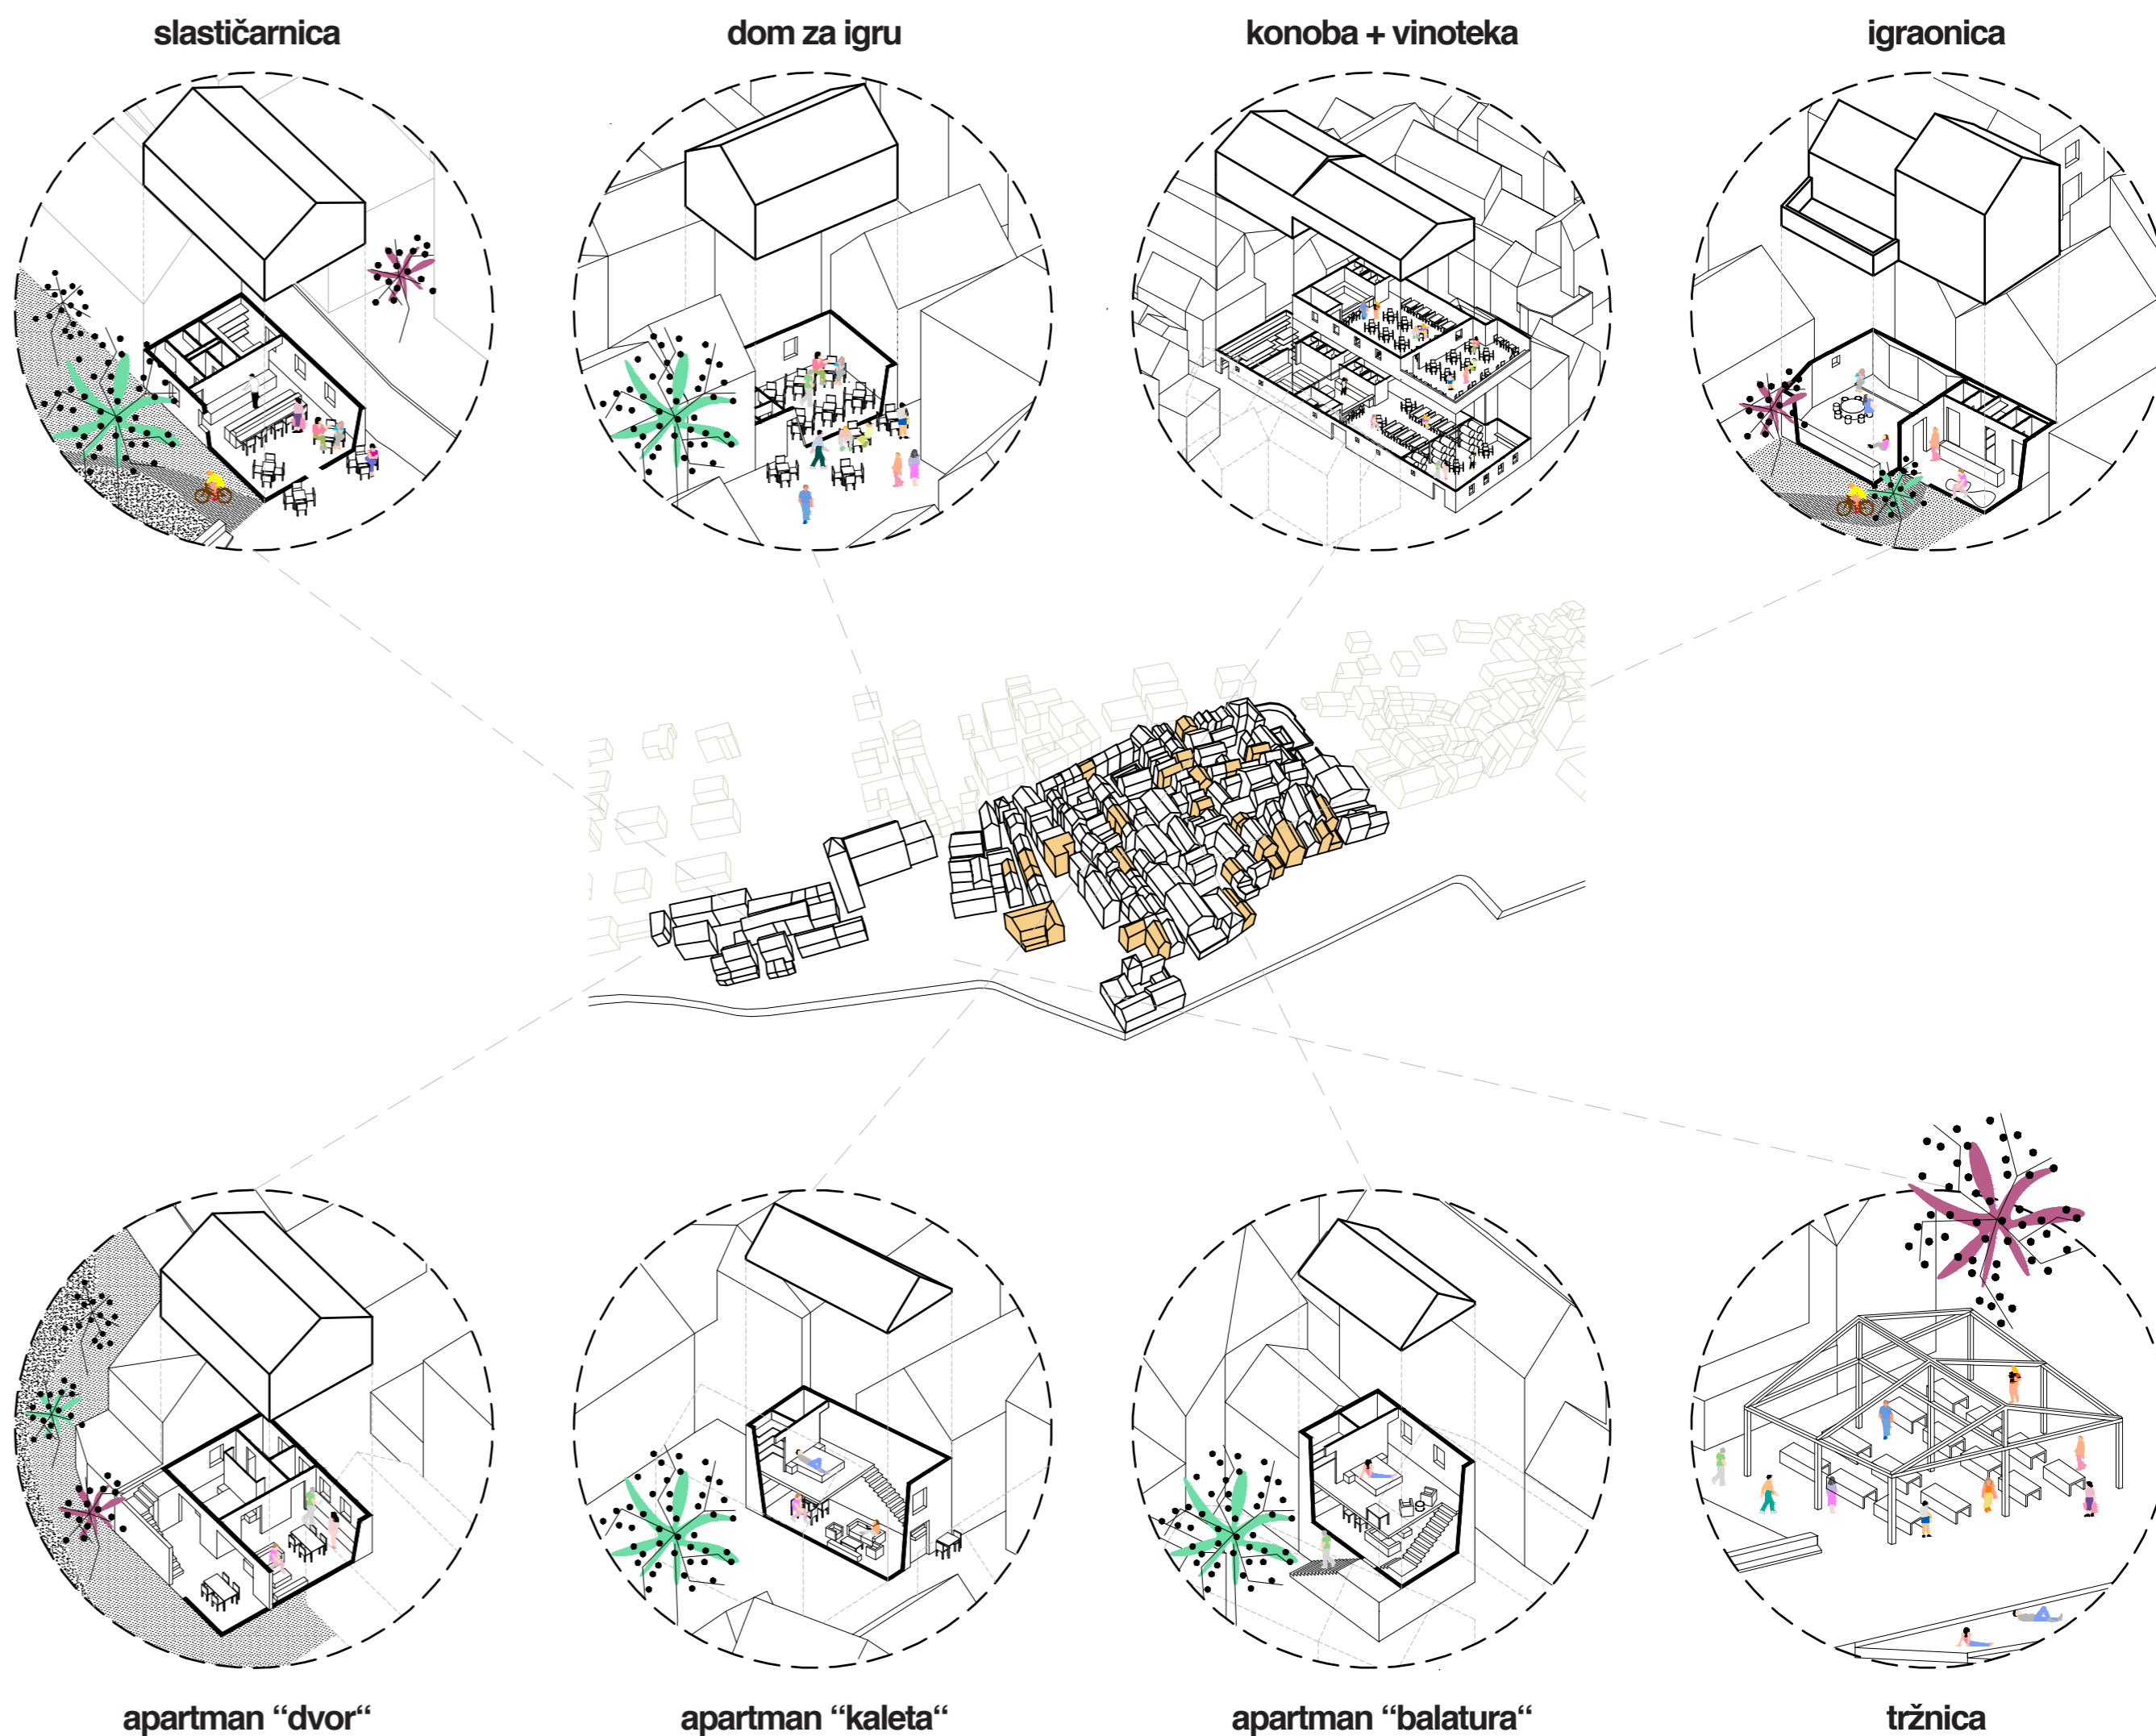 slastičarnica
dom za igru
konoba + vinoteka
igraonica
apartman “dvor“
apartman “kaleta“
apartman “balatura“
tržnica